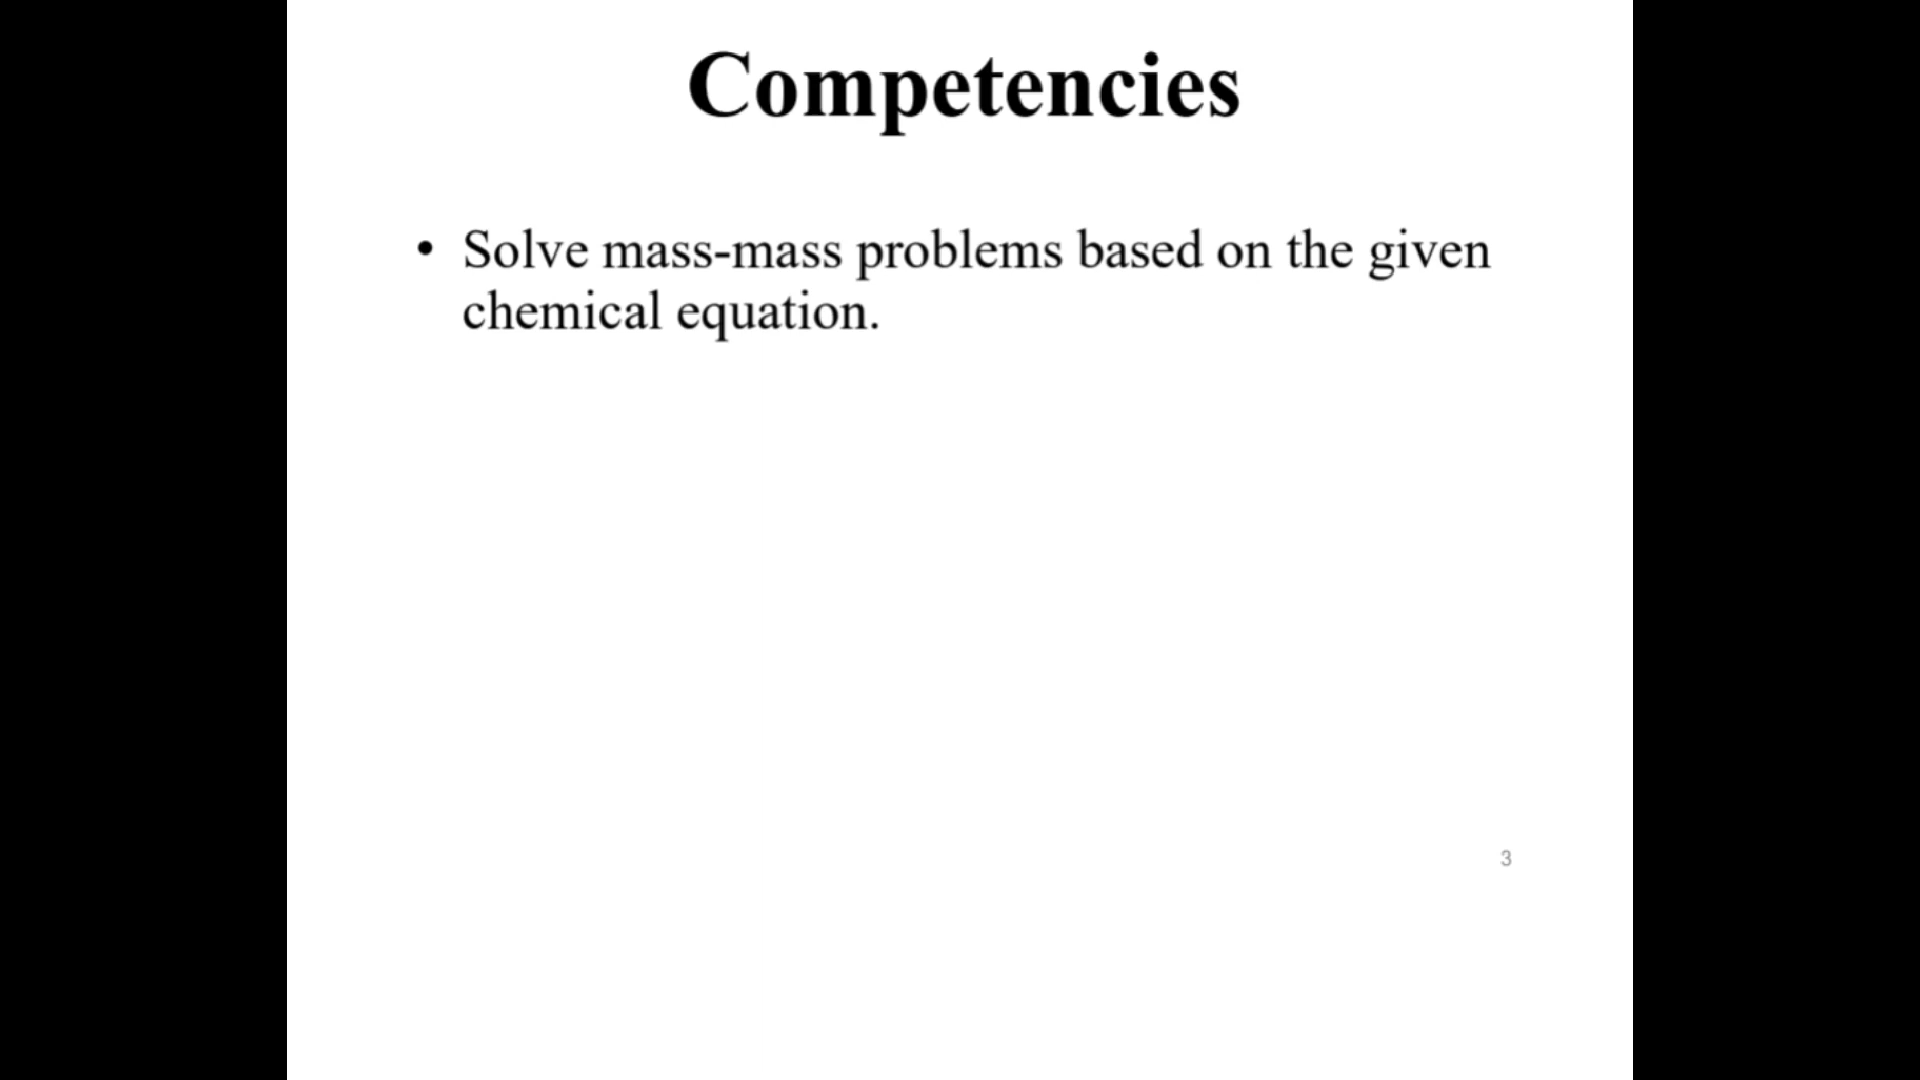 Competencies
• Solve mass-mass problems based on the given
chemical equation.
3